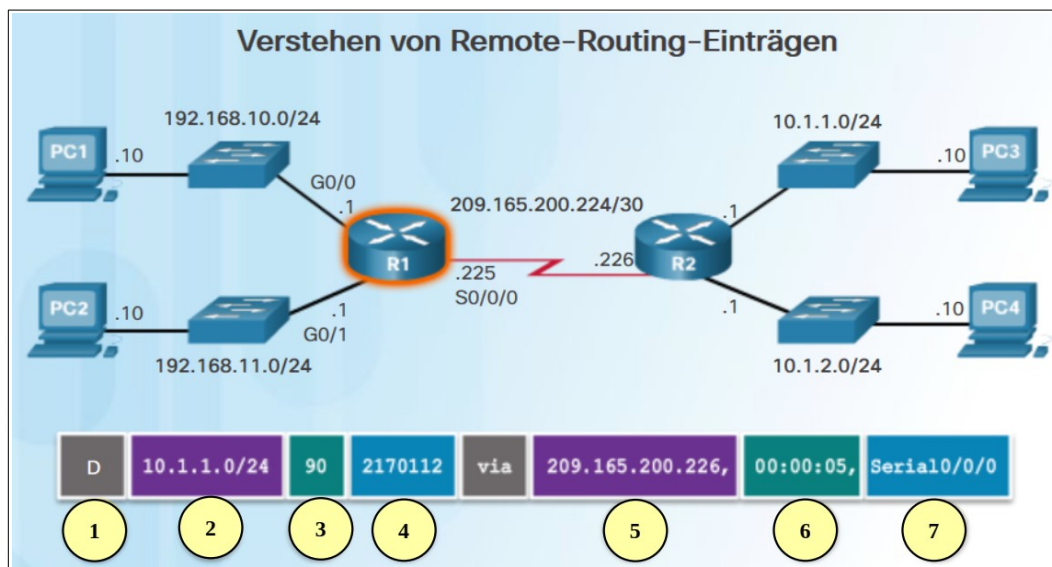 Verstehen von Remote-Routing-Einträgen
192.168.10.0/24
10.1.1.0/24
PC1
.10
.10
PC3
G0/0
.1
209.165.200.224/30
.1
R1
.225
.226
R2
S0/0/0
PC2
.10
.1
G0/1
.1
.10
PC4
192.168.11.0/24
10.1.2.0/24
D 10.1.1.0/24 90 2170112 via 209.165.200.226, 00:00:05, Serial0/0/0
1 2 3 4 5 6 7